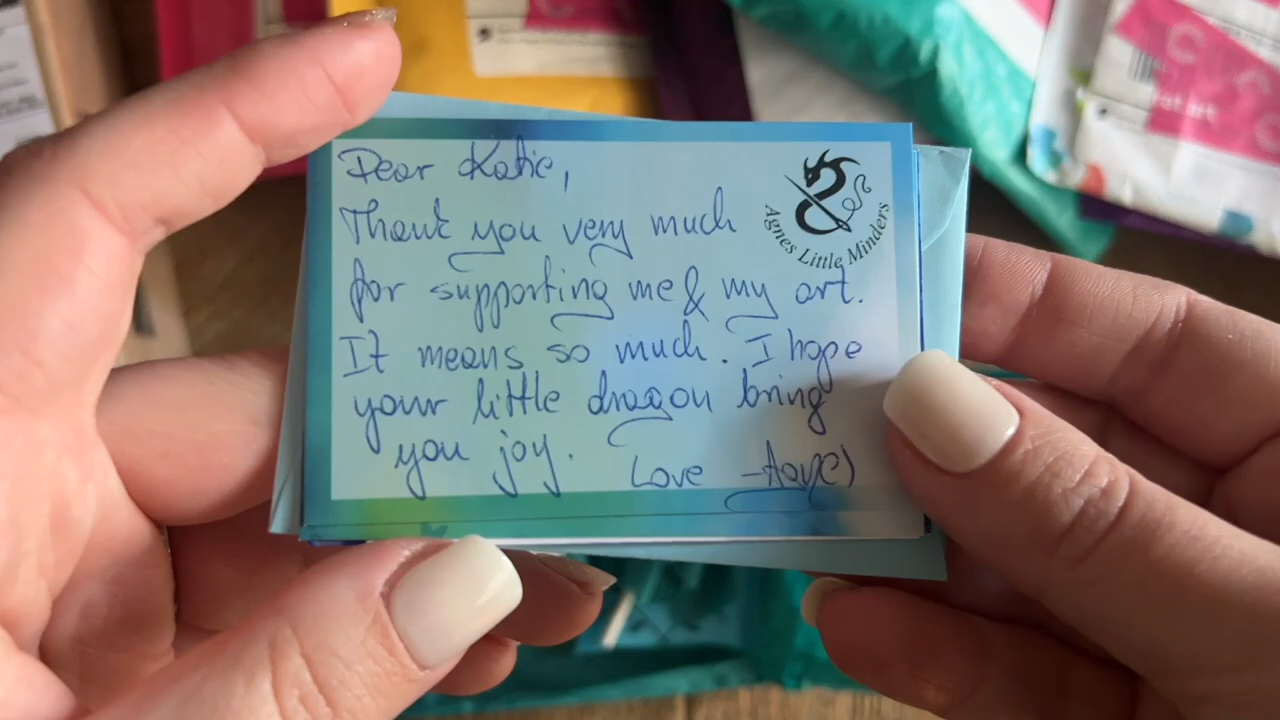 Dear Katie,
Thank you very much
for supporting me & my art.
It means so much. I hope
your little dragon bring
you joy.
Love
Agnes Little Minders